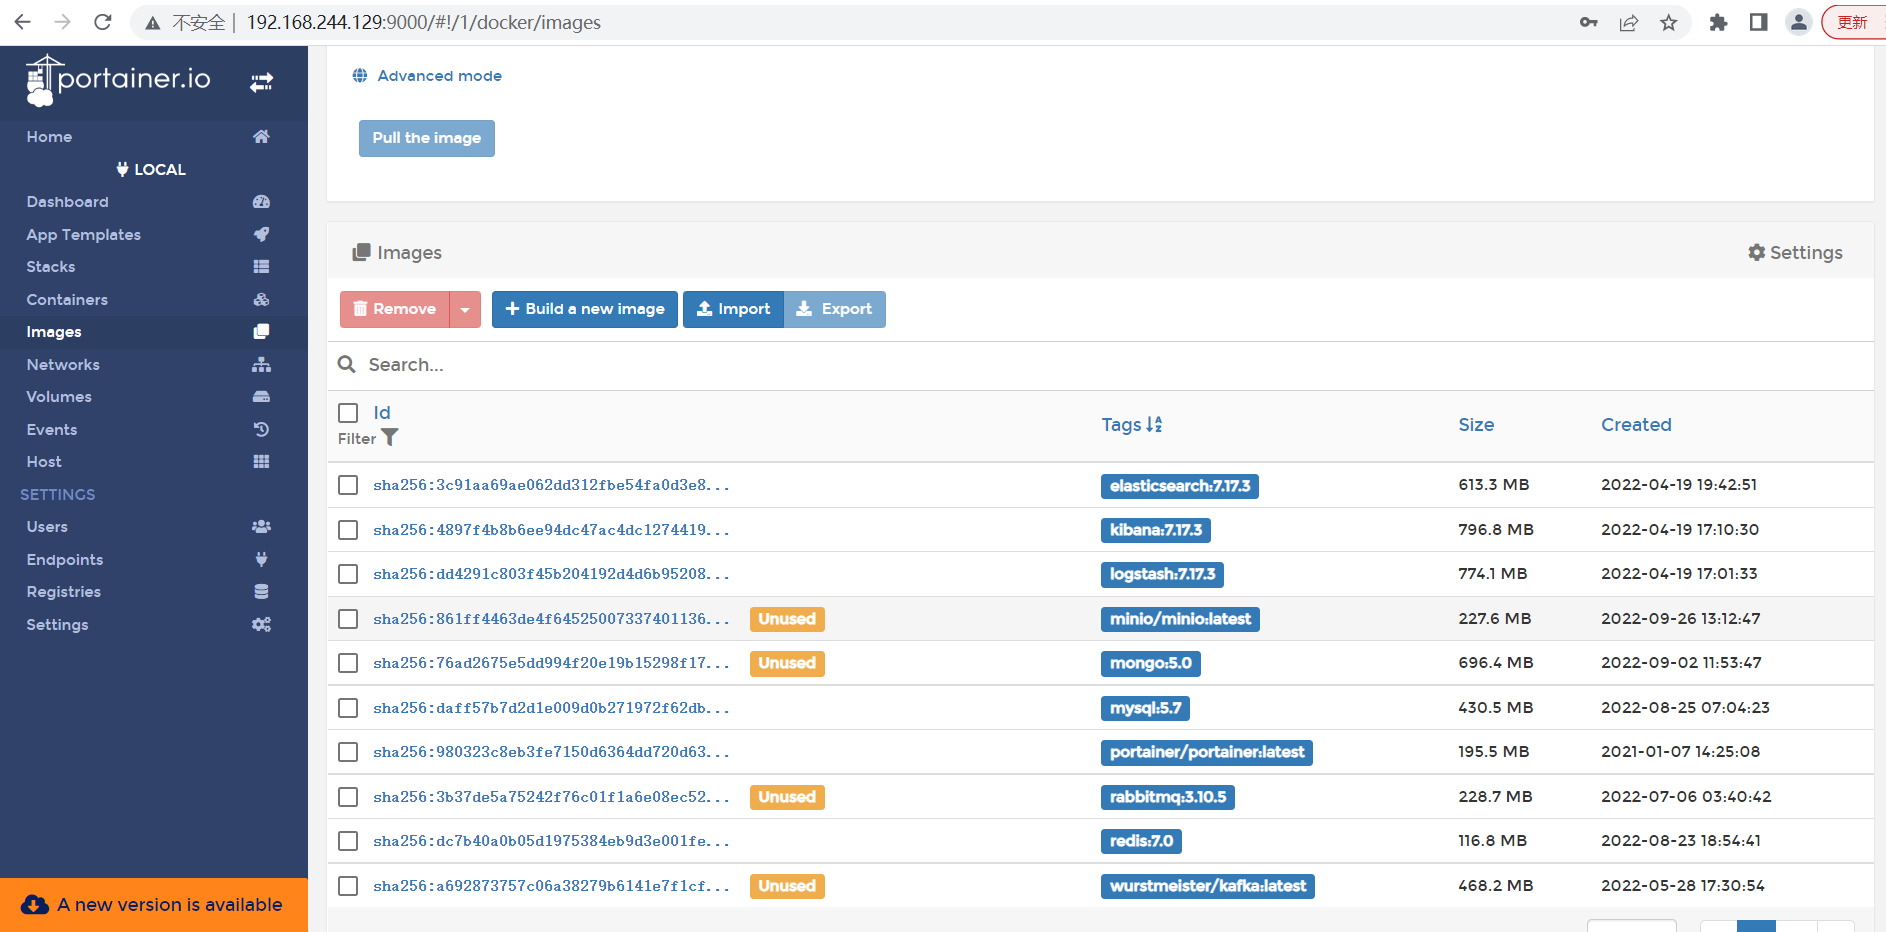 不安全 | 192.168.244.129:9000/#!/1/docker/images 更新
portainer.io
Home
LOCAL
Dashboard
App Templates
Stacks
Containers
Images
Networks
Volumes
Events
Host
SETTINGS
Users
Endpoints
Registries
Settings
A new version is available
Advanced mode
Pull the image
Images Settings
Remove Build a new image Import Export
Search...
Id Tags Size Created
Filter
sha256:3c91aa69ae062dd312fbe54fa0d3e8... elasticsearch:7.17.3 613.3 MB 2022-04-19 19:42:51
sha256:4897f4b8b6ee94dc47ac4dc1274419... kibana:7.17.3 796.8 MB 2022-04-19 17:10:30
sha256:dd4291c803f45b204192d4d6b95208... logstash:7.17.3 774.1 MB 2022-04-19 17:01:33
sha256:861ff4463de4f64525007337401136... Unused minio/minio:latest 227.6 MB 2022-09-26 13:12:47
sha256:76ad2675e5dd994f20e19b15298f17... Unused mongo:5.0 696.4 MB 2022-09-02 11:53:47
sha256:daff57b7d2d1e009d0b271972f62db... mysql:5.7 430.5 MB 2022-08-25 07:04:23
sha256:980323c8eb3fe7150d6364dd720d63... portainer/portainer:latest 195.5 MB 2021-01-07 14:25:08
sha256:3b37de5a75242f76c01f1a6e08ec52... Unused rabbitmq:3.10.5 228.7 MB 2022-07-06 03:40:42
sha256:dc7b40a0b05d1975384eb9d3e001fe... redis:7.0 116.8 MB 2022-08-23 18:54:41
sha256:a692873757c06a38279b6141e7f1cf... Unused wurstmeister/kafka:latest 468.2 MB 2022-05-28 17:30:54